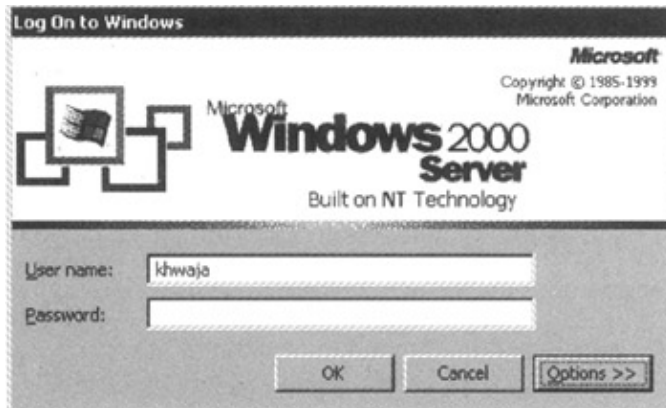 Log On to Windows
Microsoft
Copyright © 1985-1999
Microsoft Corporation
Microsoft
Windows 2000
Server
Built on NT Technology
User name: khwaja
Password:
OK Cancel Options >>